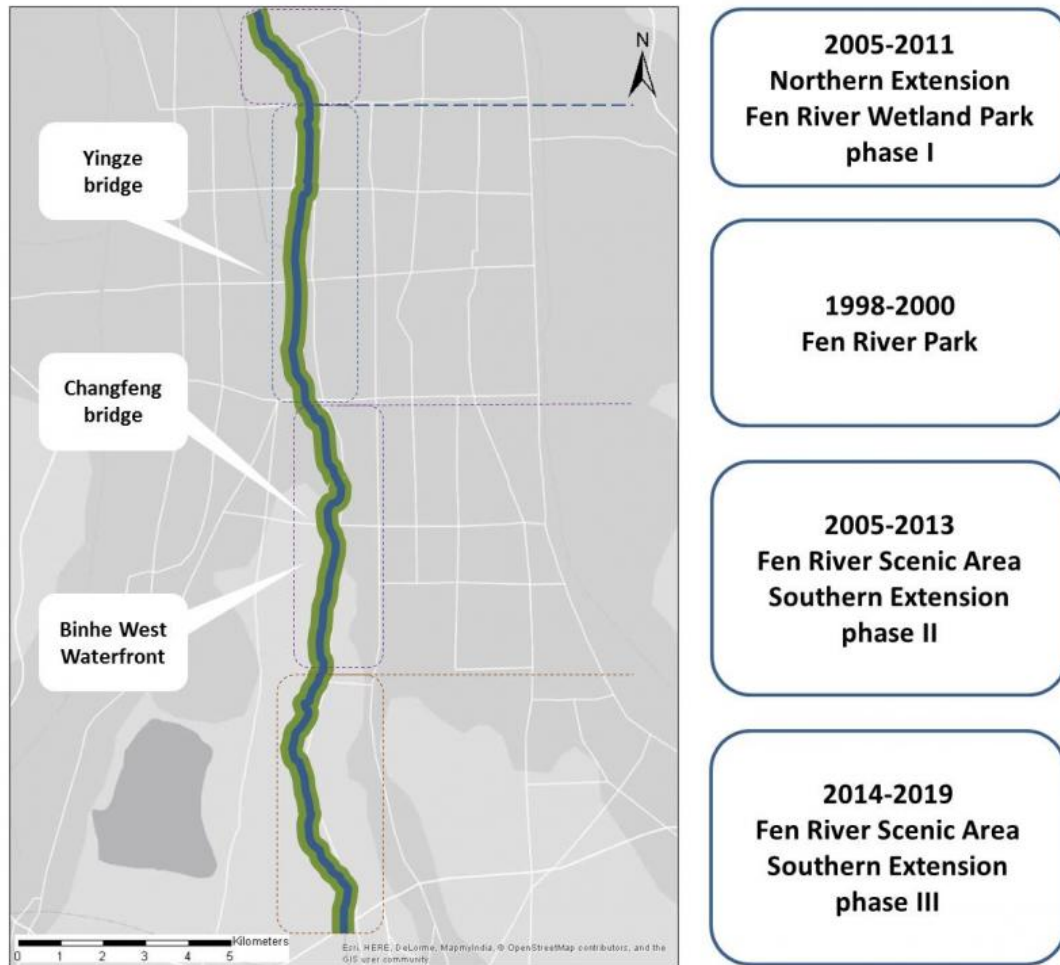 N
Yingze
bridge
Changfeng
bridge
Binhe West
Waterfront
Kilometers
0 1 2 3 4 5
Esri, HERE, DeLorme, MapmyIndia, © OpenStreetMap contributors, and the
GIS user community
2005-2011
Northern Extension
Fen River Wetland Park
phase I
1998-2000
Fen River Park
2005-2013
Fen River Scenic Area
Southern Extension
phase II
2014-2019
Fen River Scenic Area
Southern Extension
phase III